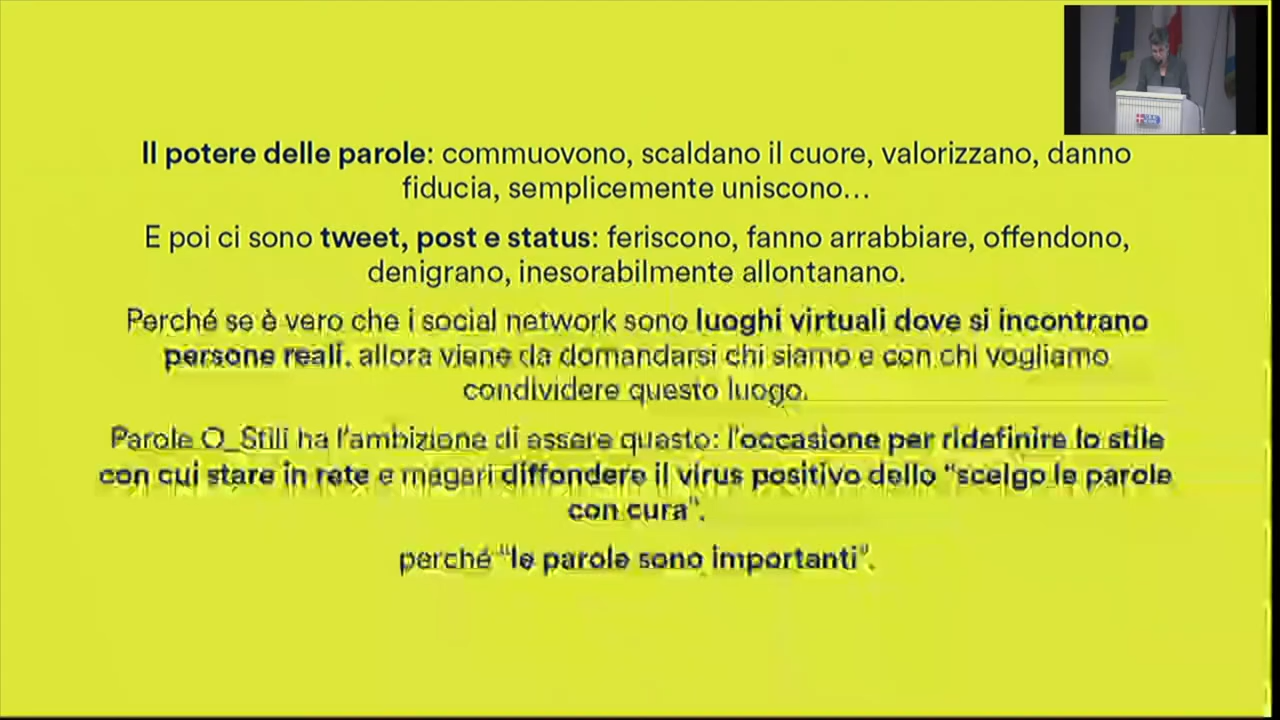 Il potere delle parole: commuovono, scaldano il cuore, valorizzano, danno
fiducia, semplicemente uniscono...
E poi ci sono tweet, post e status: feriscono, fanno arrabbiare, offendono,
denigrano, inesorabilmente allontanano.
Perché se è vero che i social network sono luoghi virtuali dove si incontrano
persone reali. allora viene da domandarsi chi siamo e con chi vogliamo
condividere questo luogo.
Parole O_Stili ha l'ambizione di essere questo: l'occasione per ridefinire lo stile
con cui stare in rete e magari diffondere il virus positivo dello "scelgo le parole
con cura".
perché "le parole sono importanti".